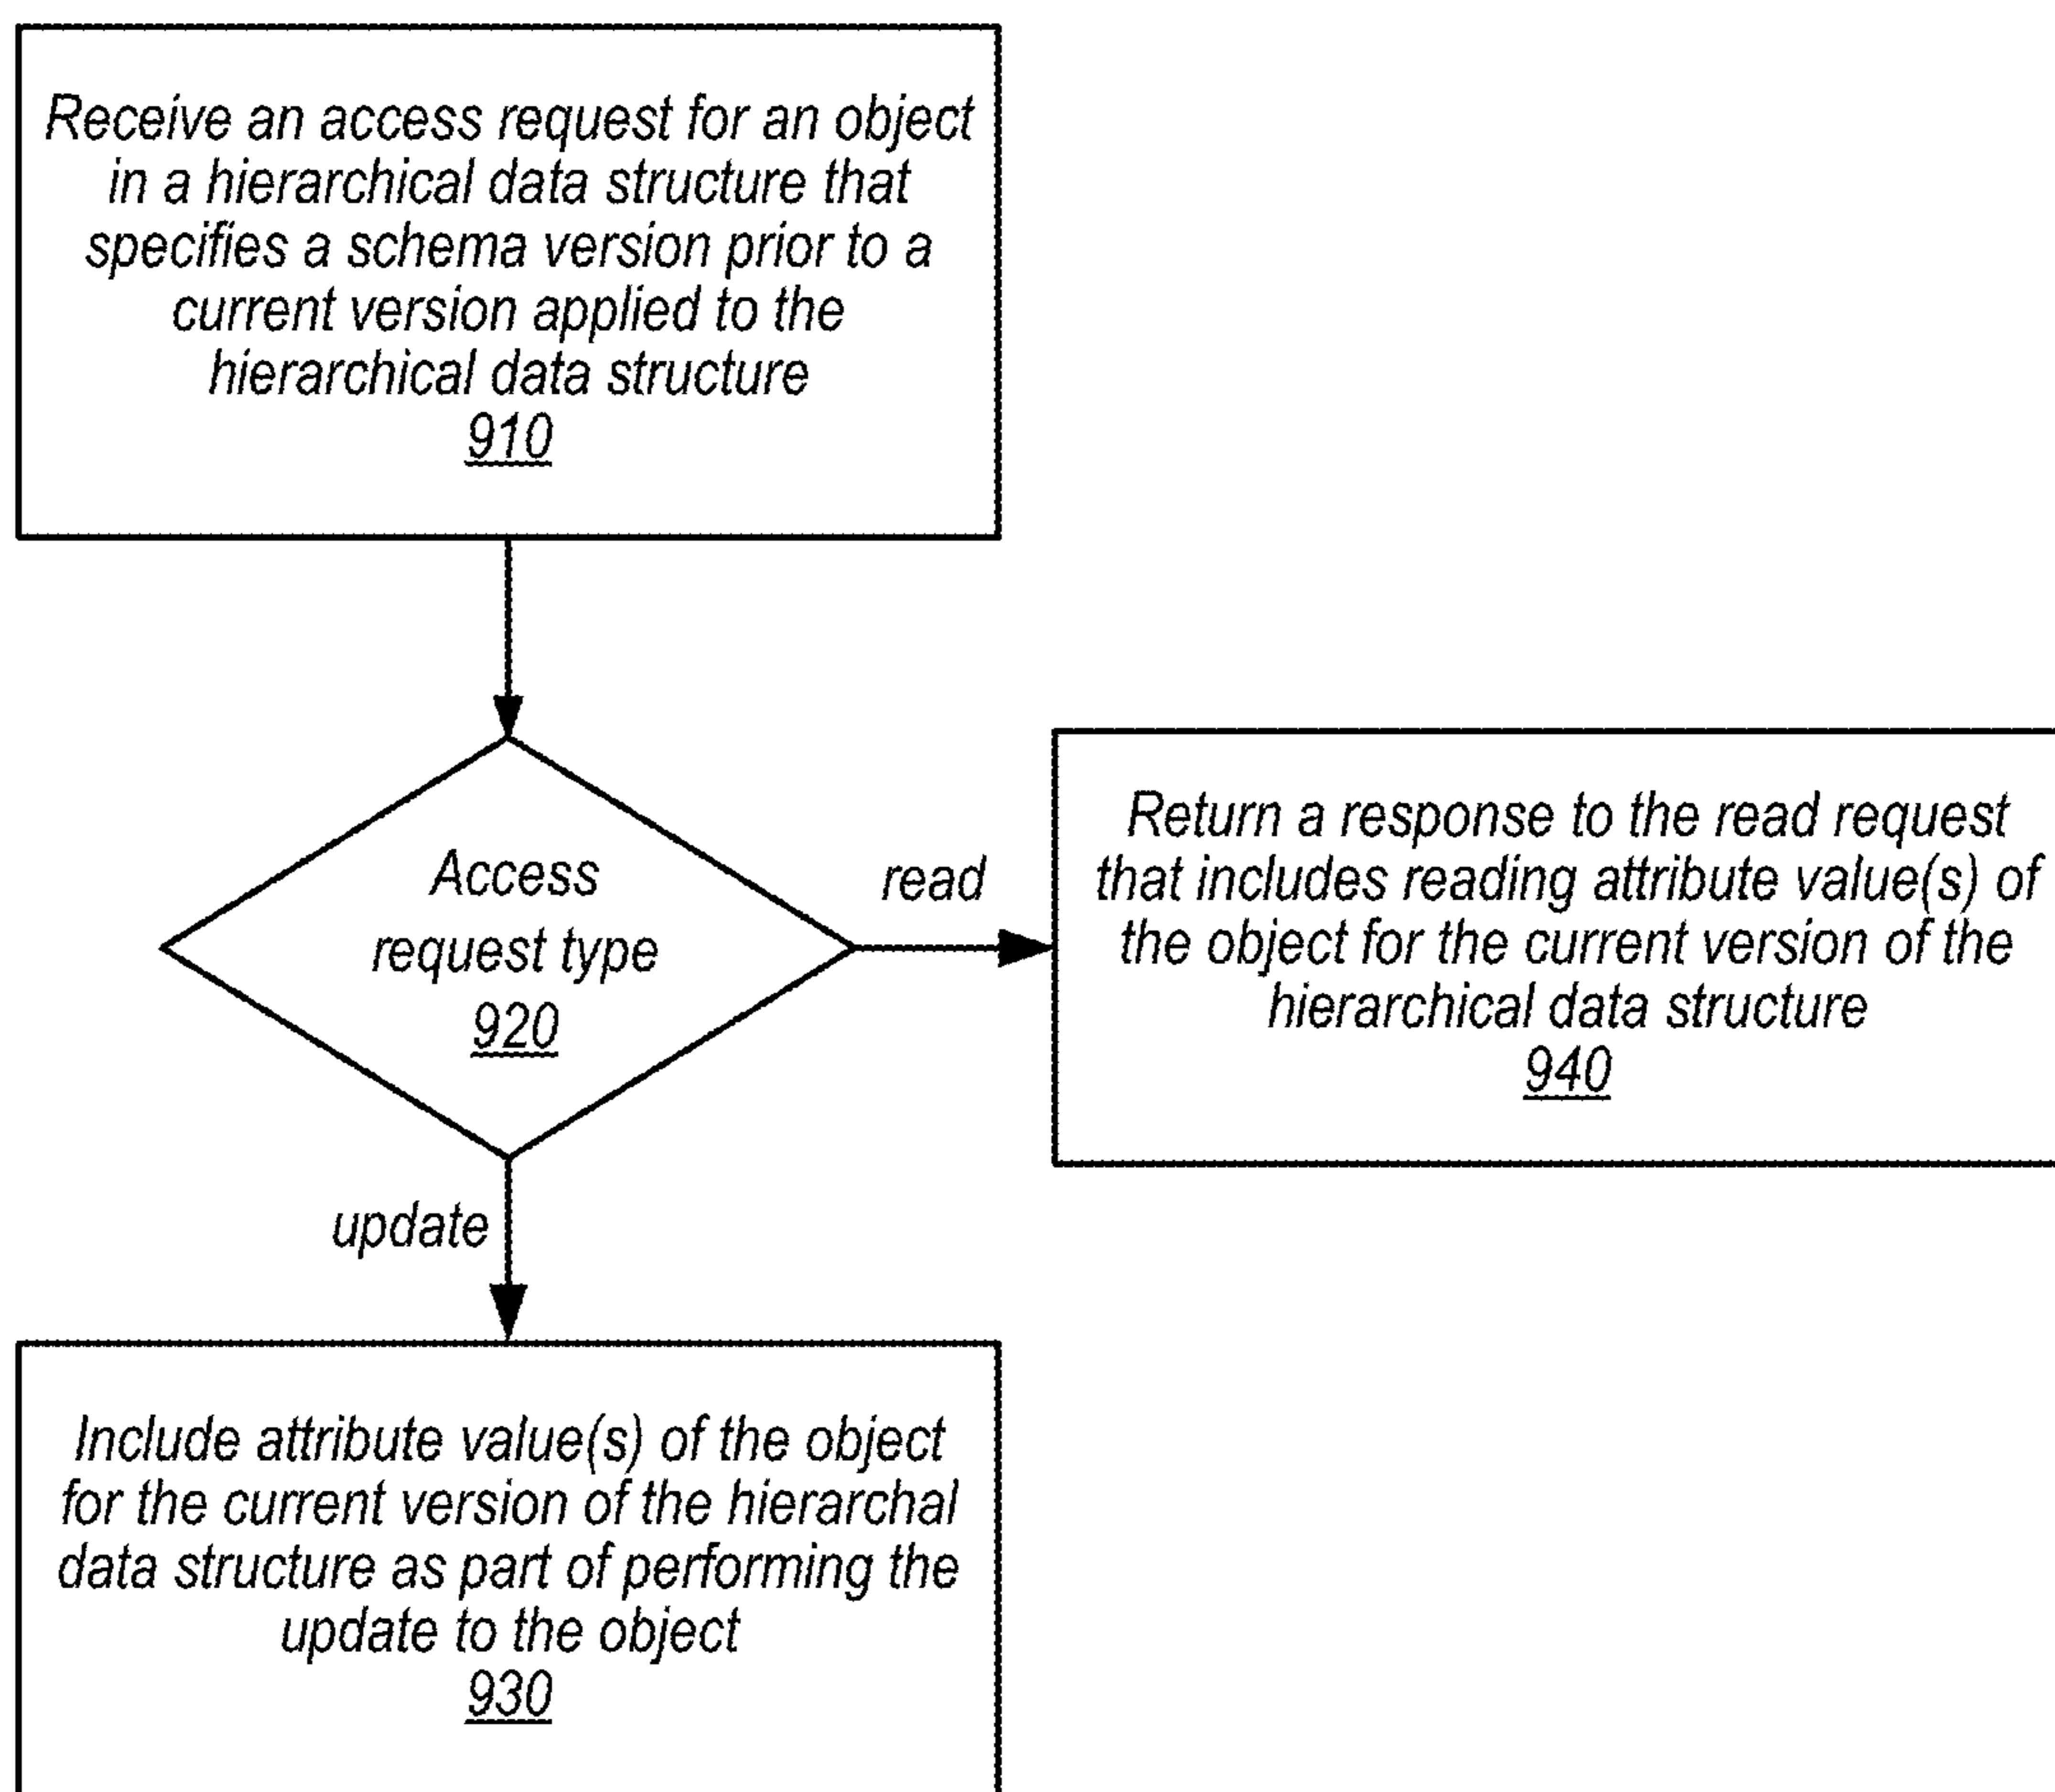 Receive an access request for an object
in a hierarchical data structure that
specifies a schema version prior to a
current version applied to the
hierarchical data structure
910
Access
request type
920
read
Return a response to the read request
that includes reading attribute value(s) of
the object for the current version of the
hierarchical data structure
940
update
Include attribute value(s) of the object
for the current version of the hierarchal
data structure as part of performing the
update to the object
930